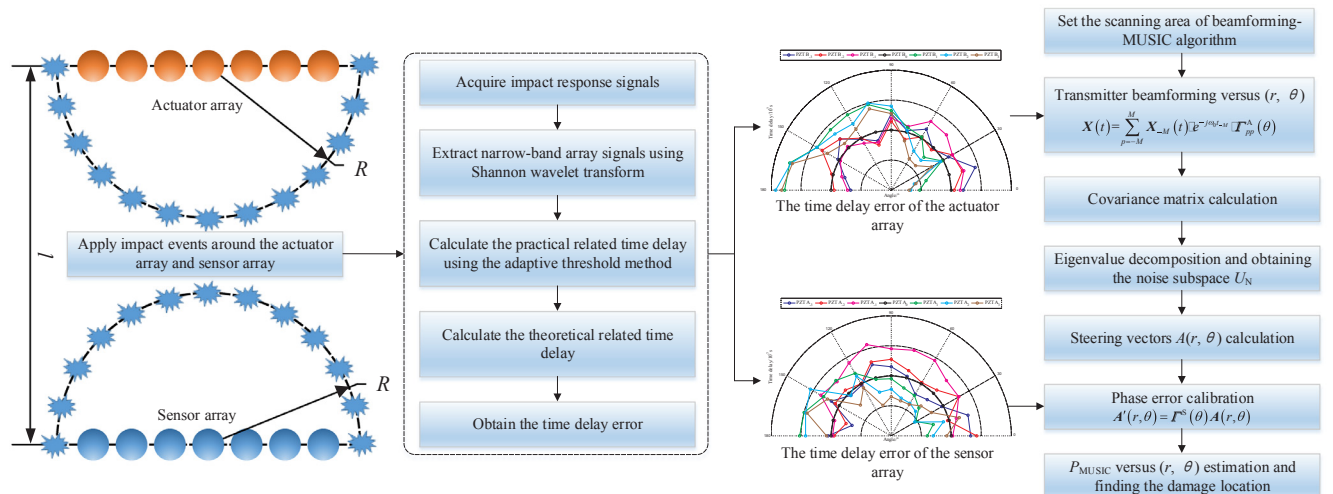 l
Actuator array
R
Apply impact events around the actuator
array and sensor array
Sensor array
R
Acquire impact response signals
Extract narrow-band array signals using
Shannon wavelet transform
Calculate the practical related time delay
using the adaptive threshold method
Calculate the theoretical related time
delay
Obtain the time delay error
The time delay error of the actuator
array
The time delay error of the sensor
array
Set the scanning area of beamforming-
MUSIC algorithm
Transmitter beamforming versus (r, θ)
Covariance matrix calculation
Eigenvalue decomposition and obtaining
the noise subspace U_N
Steering vectors A(r, θ) calculation
Phase error calibration
A′(r,θ)=Γ^S(θ)A(r,θ)
P_MUSIC versus (r, θ) estimation and
finding the damage location